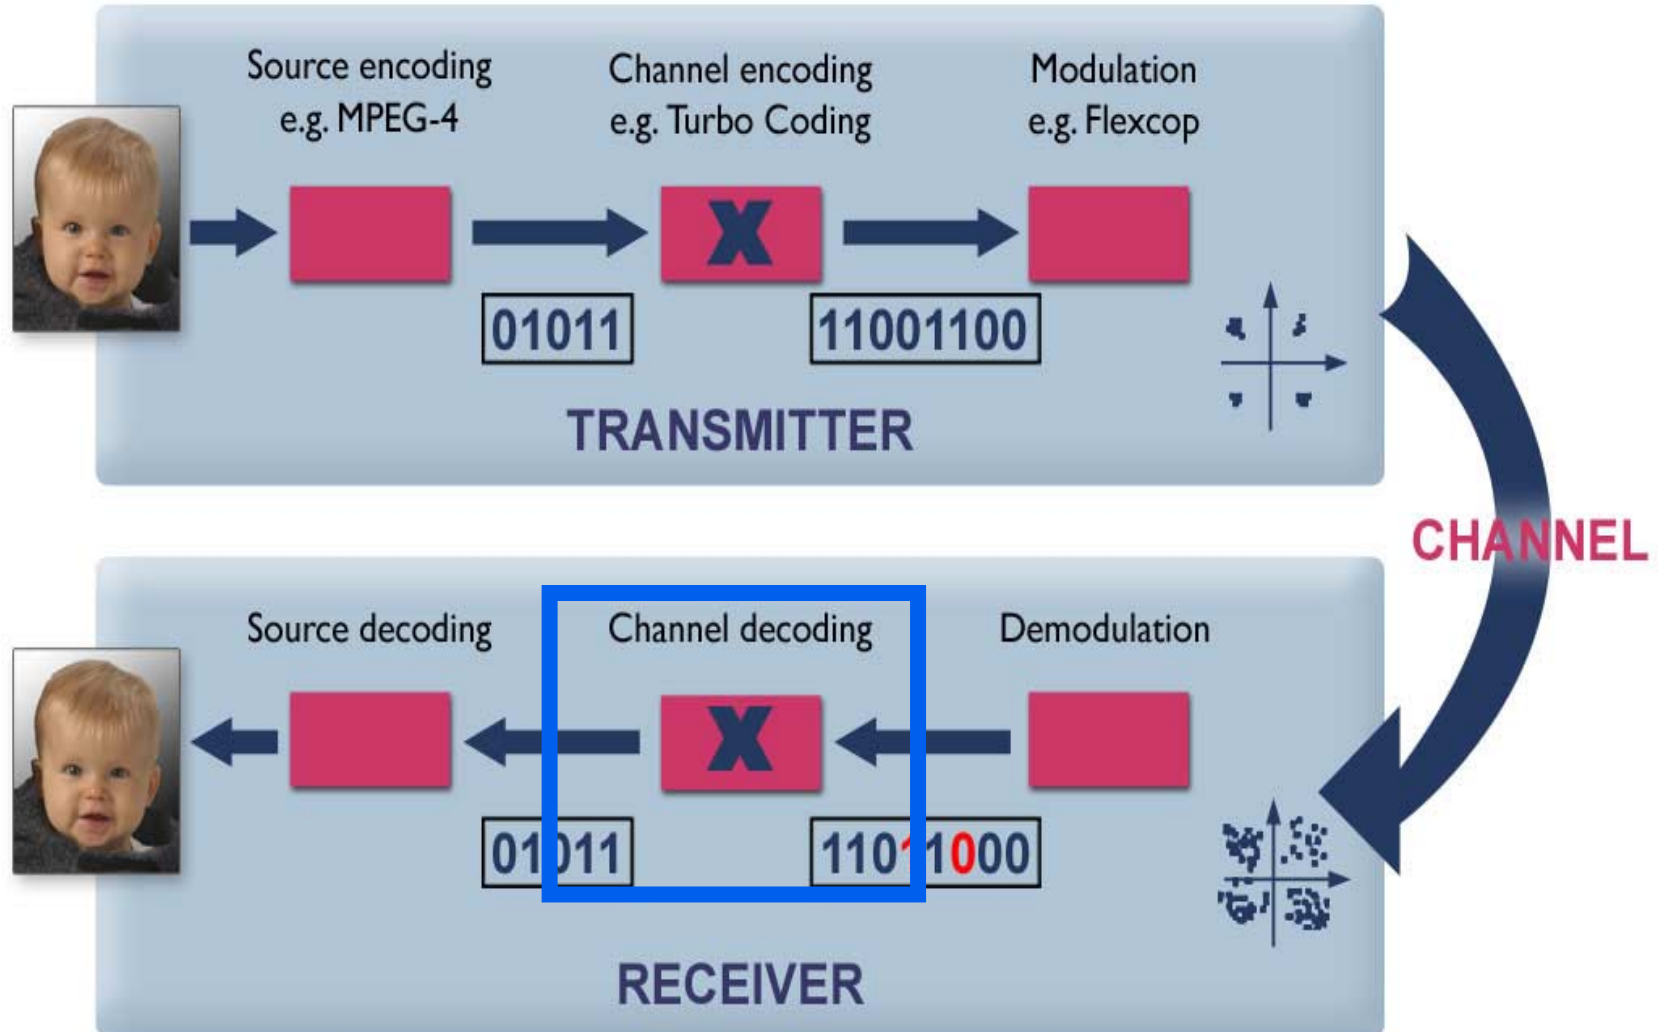 Source encoding
e.g. MPEG-4
Channel encoding
e.g. Turbo Coding
Modulation
e.g. Flexcop
X
01011
11001100
TRANSMITTER
CHANNEL
Source decoding
Channel decoding
Demodulation
X
01011
11011000
RECEIVER